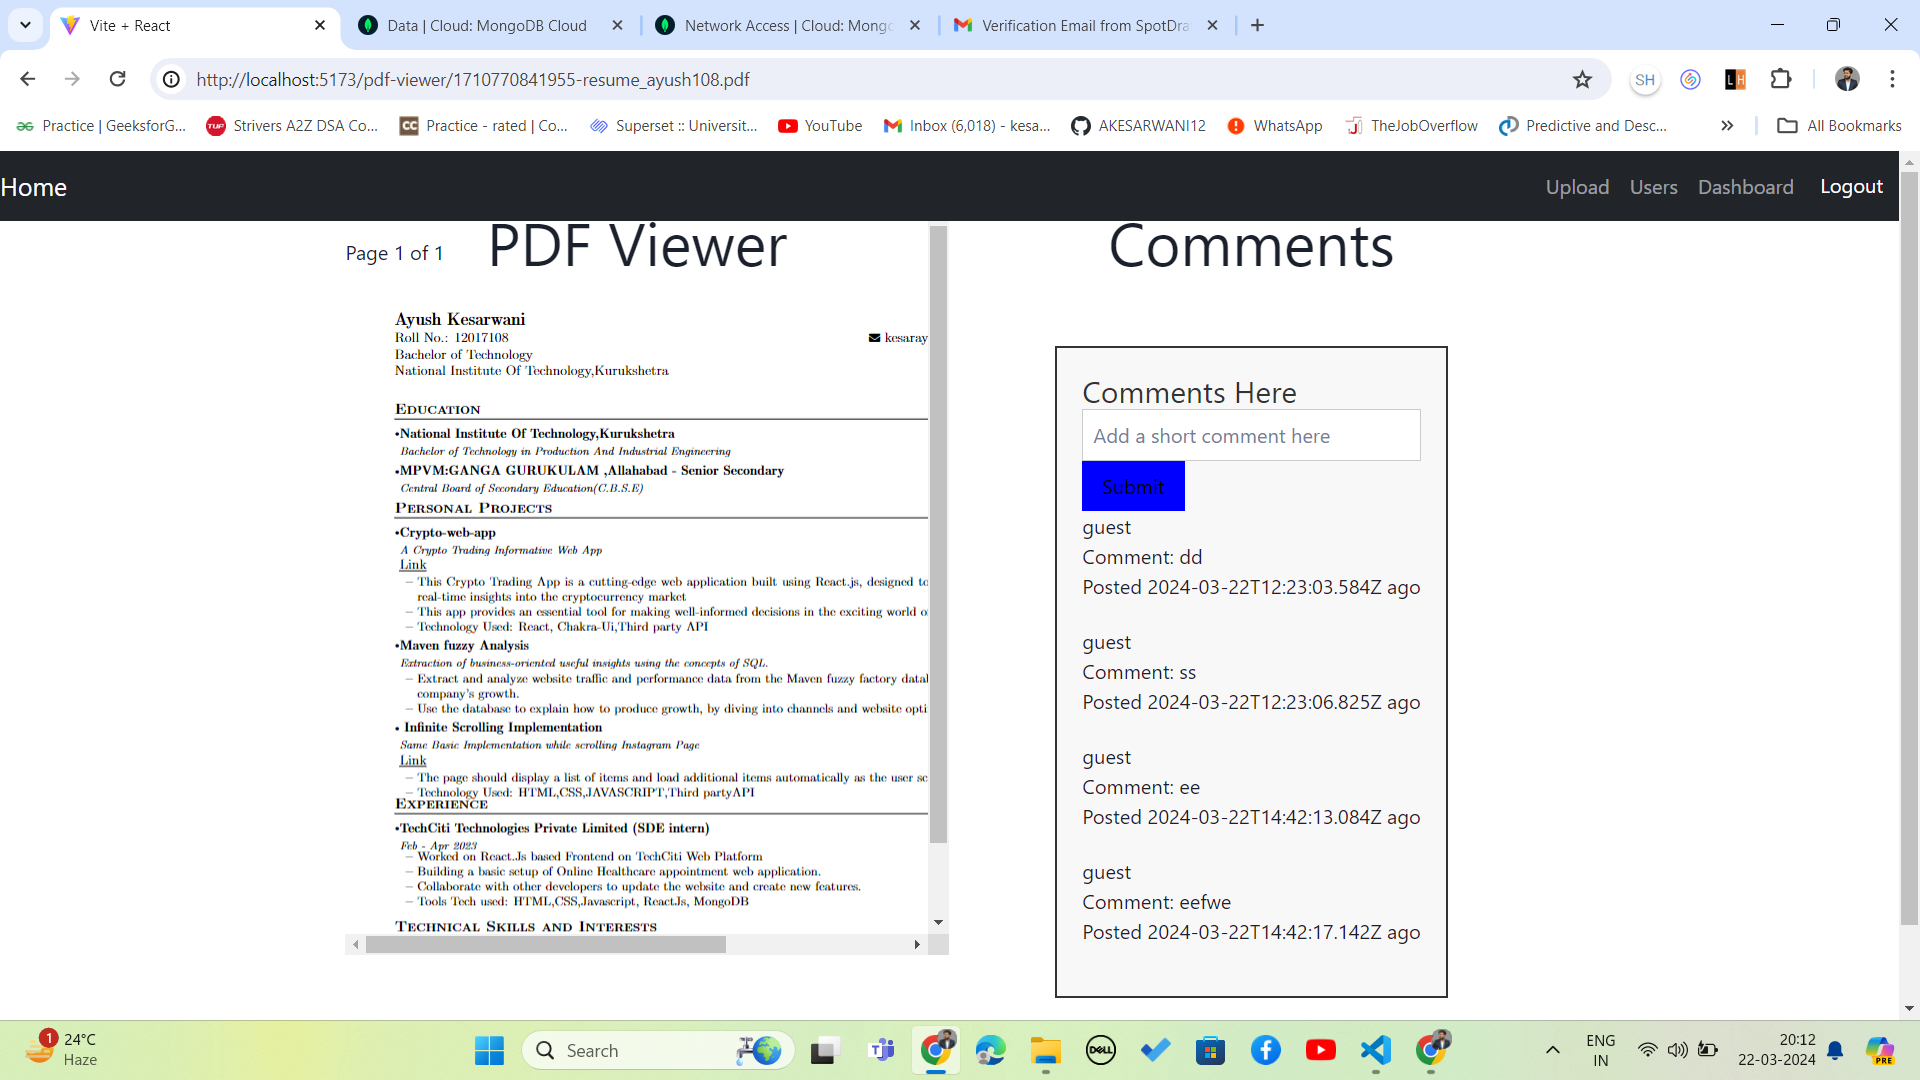 Vite + React
Data | Cloud: MongoDB Cloud
Network Access | Cloud: Mongo
Verification Email from SpotDra
http://localhost:5173/pdf-viewer/1710770841955-resume_ayush108.pdf
SH
LH
Practice | GeeksforG...
TUF Strivers A2Z DSA Co...
CC Practice - rated | Co...
Superset :: Universit...
YouTube
Inbox (6,018) - kesa...
AKESARWANI12
WhatsApp
TheJobOverflow
Predictive and Desc...
All Bookmarks
Home
Upload
Users
Dashboard
Logout
Page 1 of 1
PDF Viewer
Ayush Kesarwani
Roll No.: 12017108
kesaray
Bachelor of Technology
National Institute Of Technology,Kurukshetra
EDUCATION
•National Institute Of Technology,Kurukshetra
Bachelor of Technology in Production And Industrial Engineering
•MPVM:GANGA GURUKULAM ,Allahabad - Senior Secondary
Central Board of Secondary Education(C.B.S.E)
PERSONAL PROJECTS
•Crypto-web-app
A Crypto Trading Informative Web App
Link
– This Crypto Trading App is a cutting-edge web application built using React.js, designed to
real-time insights into the cryptocurrency market
– This app provides an essential tool for making well-informed decisions in the exciting world o
– Technology Used: React, Chakra-Ui,Third party API
•Maven fuzzy Analysis
Extraction of business-oriented useful insights using the concepts of SQL.
– Extract and analyze website traffic and performance data from the Maven fuzzy factory datal
company's growth.
– Use the database to explain how to produce growth, by diving into channels and website opti
• Infinite Scrolling Implementation
Same Basic Implementation while scrolling Instagram Page
Link
– The page should display a list of items and load additional items automatically as the user sc
– Technology Used: HTML,CSS,JAVASCRIPT,Third partyAPI
EXPERIENCE
•TechCiti Technologies Private Limited (SDE intern)
Feb - Apr 2023
– Worked on React.Js based Frontend on TechCiti Web Platform
– Building a basic setup of Online Healthcare appointment web application.
– Collaborate with other developers to update the website and create new features.
– Tools Tech used: HTML,CSS,Javascript, ReactJs, MongoDB
TECHNICAL SKILLS AND INTERESTS
Comments
Comments Here
Add a short comment here
Submit
guest
Comment: dd
Posted 2024-03-22T12:23:03.584Z ago
guest
Comment: ss
Posted 2024-03-22T12:23:06.825Z ago
guest
Comment: ee
Posted 2024-03-22T14:42:13.084Z ago
guest
Comment: eefwe
Posted 2024-03-22T14:42:17.142Z ago
1
24°C
Haze
Search
DELL
PRE
ENG
IN
20:12
22-03-2024